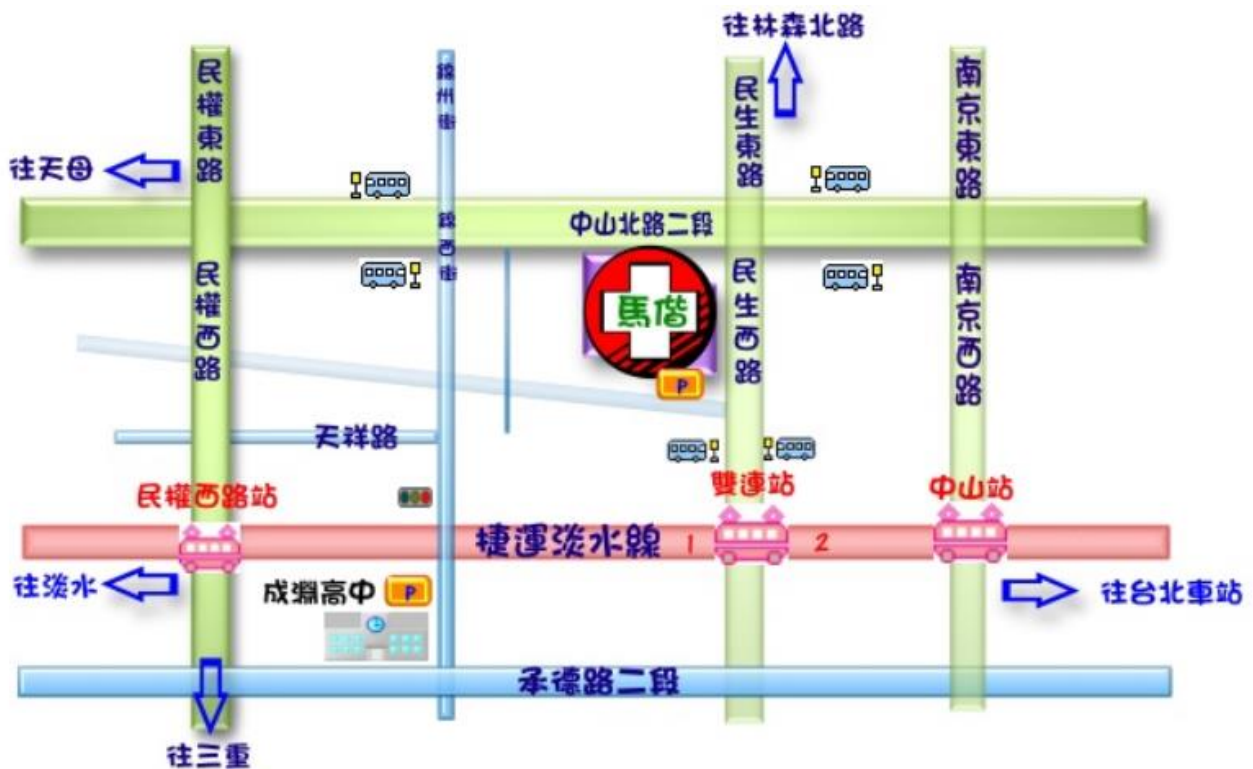 往林森北路
民權東路
錦州街
民生東路
南京東路
往天母
中山北路二段
錦西街
民權西路
馬偕
民生西路
南京西路
P
天祥路
民權西路站
雙連站
中山站
捷運淡水線
1
2
往淡水
成淵高中
P
往台北車站
承德路二段
往三重